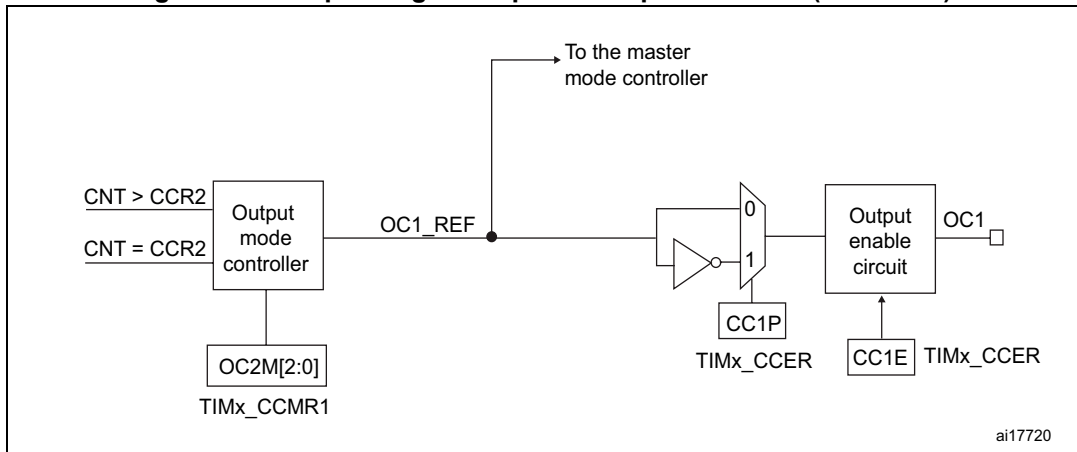 To the master
mode controller
CNT > CCR2
CNT = CCR2
Output
mode
controller
OC1_REF
0
1
Output
enable
circuit
OC1
CC1P
TIMx_CCER
CC1E
TIMx_CCER
OC2M[2:0]
TIMx_CCMR1
ai17720